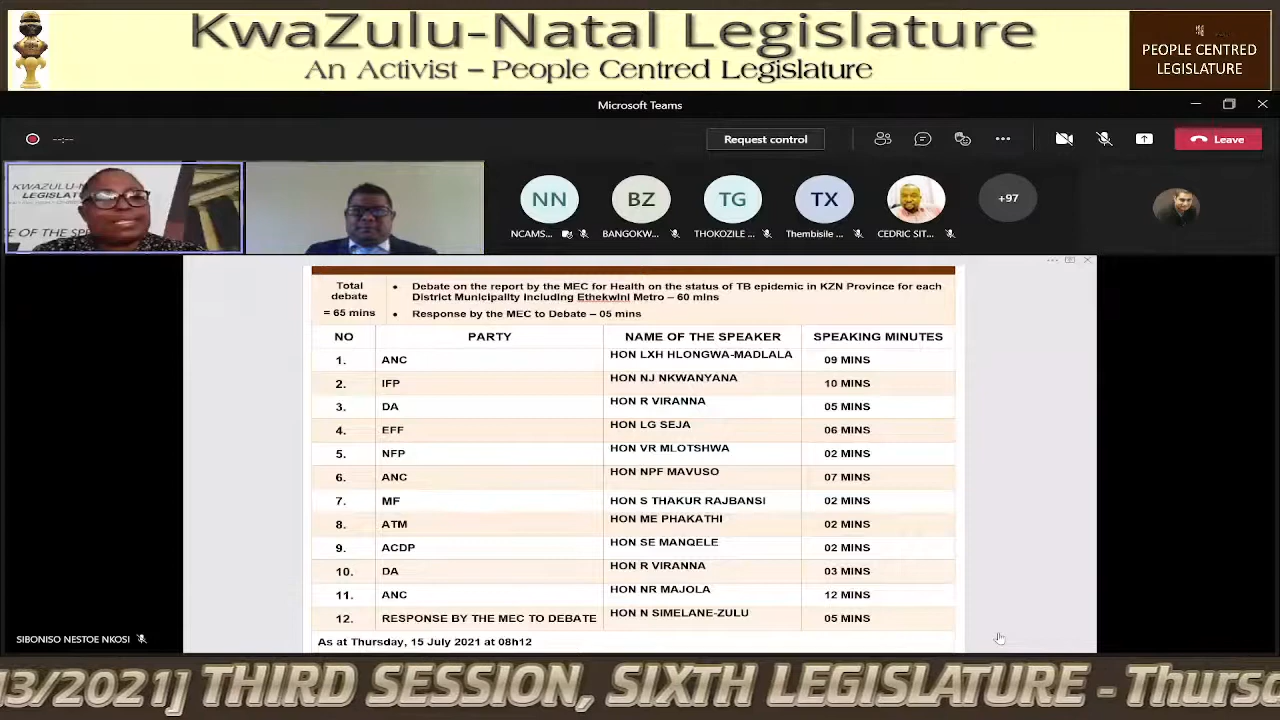 KwaZulu-Natal Legislature
An Activist – People Centred Legislature
PEOPLE CENTRED
LEGISLATURE
Microsoft Teams
--:--
Request control
Leave
KWAZULU-N
LEGISLATUR
CE OF THE SP
NN
BZ
TG
TX
+97
NCAMS...
BANGOKW...
THOKOZILE ...
Thembisile ...
CEDRIC SIT...
Total debate = 65 mins
• Debate on the report by the MEC for Health on the status of TB epidemic in KZN Province for each
District Municipality including Ethekwini Metro – 60 mins
• Response by the MEC to Debate – 05 mins
NO PARTY NAME OF THE SPEAKER SPEAKING MINUTES
1. ANC HON LXH HLONGWA-MADLALA 09 MINS
2. IFP HON NJ NKWANYANA 10 MINS
3. DA HON R VIRANNA 05 MINS
4. EFF HON LG SEJA 06 MINS
5. NFP HON VR MLOTSHWA 02 MINS
6. ANC HON NPF MAVUSO 07 MINS
7. MF HON S THAKUR RAJBANSI 02 MINS
8. ATM HON ME PHAKATHI 02 MINS
9. ACDP HON SE MANQELE 02 MINS
10. DA HON R VIRANNA 03 MINS
11. ANC HON NR MAJOLA 12 MINS
12. RESPONSE BY THE MEC TO DEBATE HON N SIMELANE-ZULU 05 MINS
As at Thursday, 15 July 2021 at 08h12
SIBONISO NESTOE NKOSI
13/2021] THIRD SESSION, SIXTH LEGISLATURE - Thursd